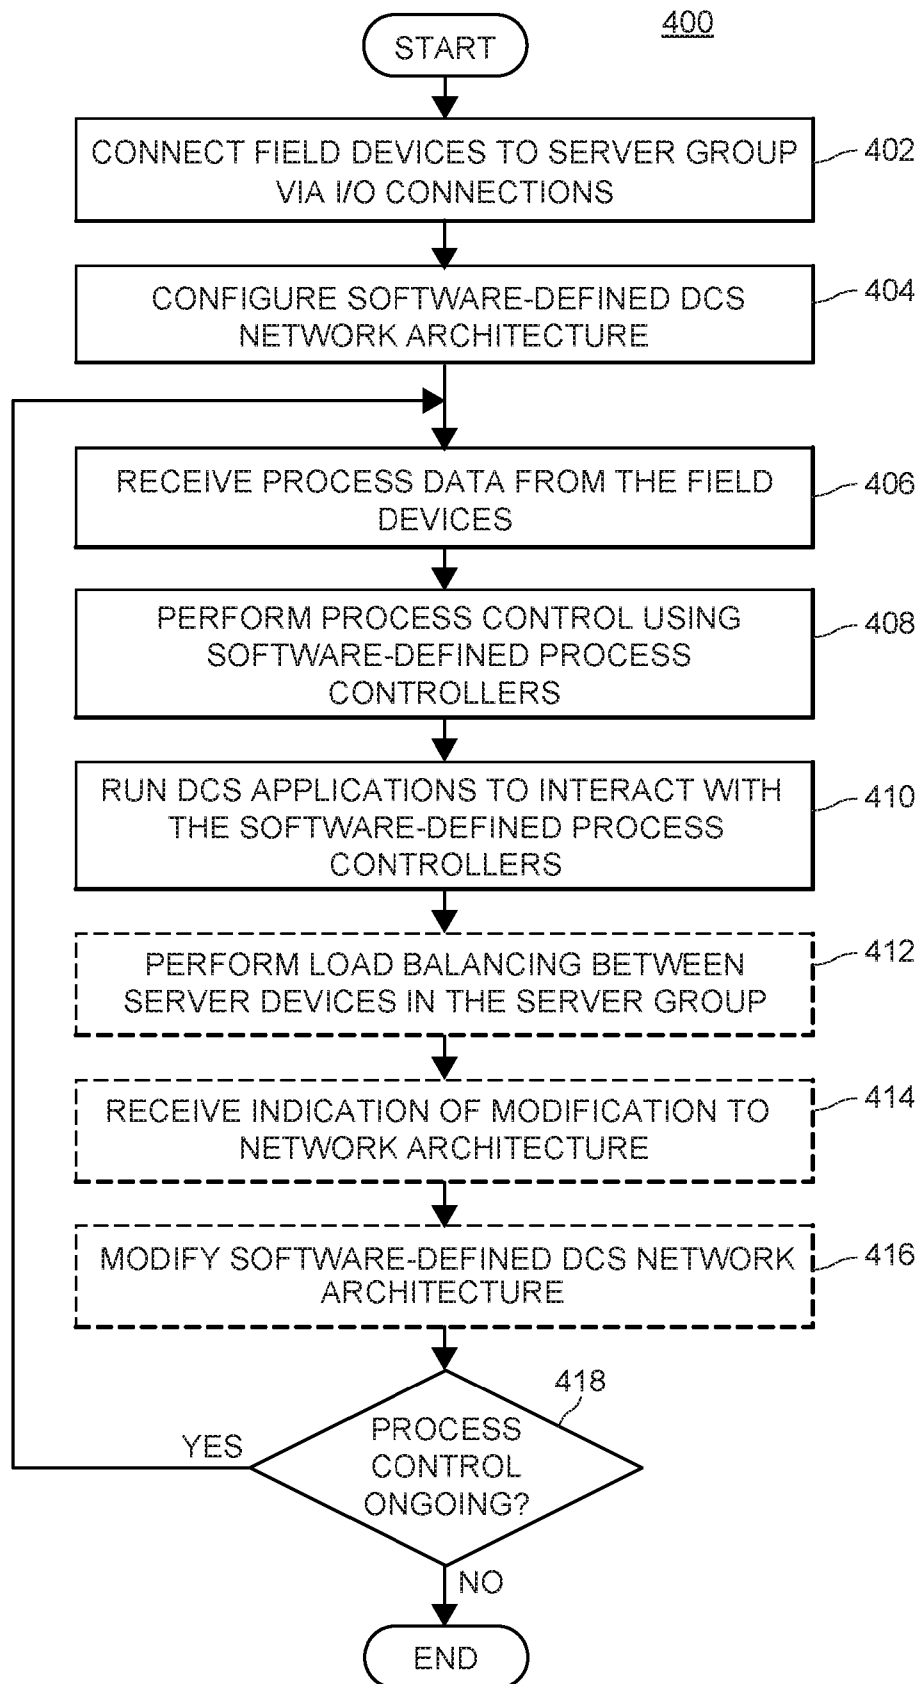 400
START
CONNECT FIELD DEVICES TO SERVER GROUP
VIA I/O CONNECTIONS
402
CONFIGURE SOFTWARE-DEFINED DCS
NETWORK ARCHITECTURE
404
RECEIVE PROCESS DATA FROM THE FIELD
DEVICES
406
PERFORM PROCESS CONTROL USING
SOFTWARE-DEFINED PROCESS
CONTROLLERS
408
RUN DCS APPLICATIONS TO INTERACT WITH
THE SOFTWARE-DEFINED PROCESS
CONTROLLERS
410
PERFORM LOAD BALANCING BETWEEN
SERVER DEVICES IN THE SERVER GROUP
412
RECEIVE INDICATION OF MODIFICATION TO
NETWORK ARCHITECTURE
414
MODIFY SOFTWARE-DEFINED DCS NETWORK
ARCHITECTURE
416
418
PROCESS
CONTROL
ONGOING?
YES
NO
END